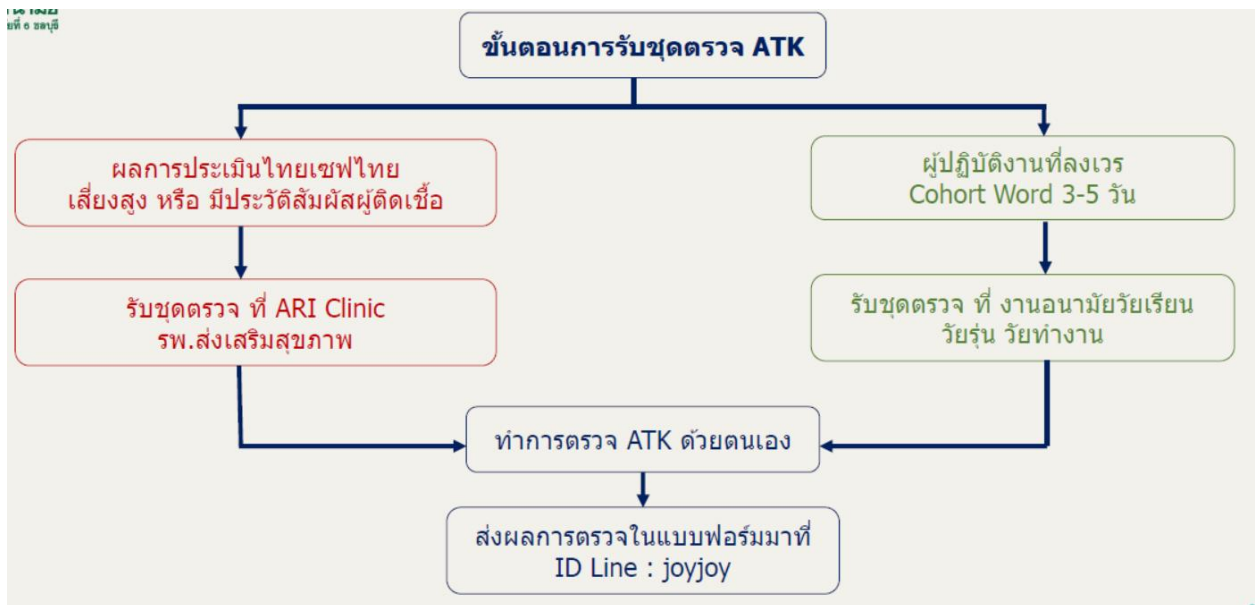 ยที่ ๖ ชลบุรี
ขั้นตอนการรับชุดตรวจ ATK
ผลการประเมินไทยเซฟไทย
เสี่ยงสูง หรือ มีประวัติสัมผัสผู้ติดเชื้อ
ผู้ปฏิบัติงานที่ลงเวร
Cohort Word 3-5 วัน
รับชุดตรวจ ที่ ARI Clinic
รพ.ส่งเสริมสุขภาพ
รับชุดตรวจ ที่ งานอนามัยวัยเรียน
วัยรุ่น วัยทำงาน
ทำการตรวจ ATK ด้วยตนเอง
ส่งผลการตรวจในแบบฟอร์มมาที่
ID Line : joyjoy